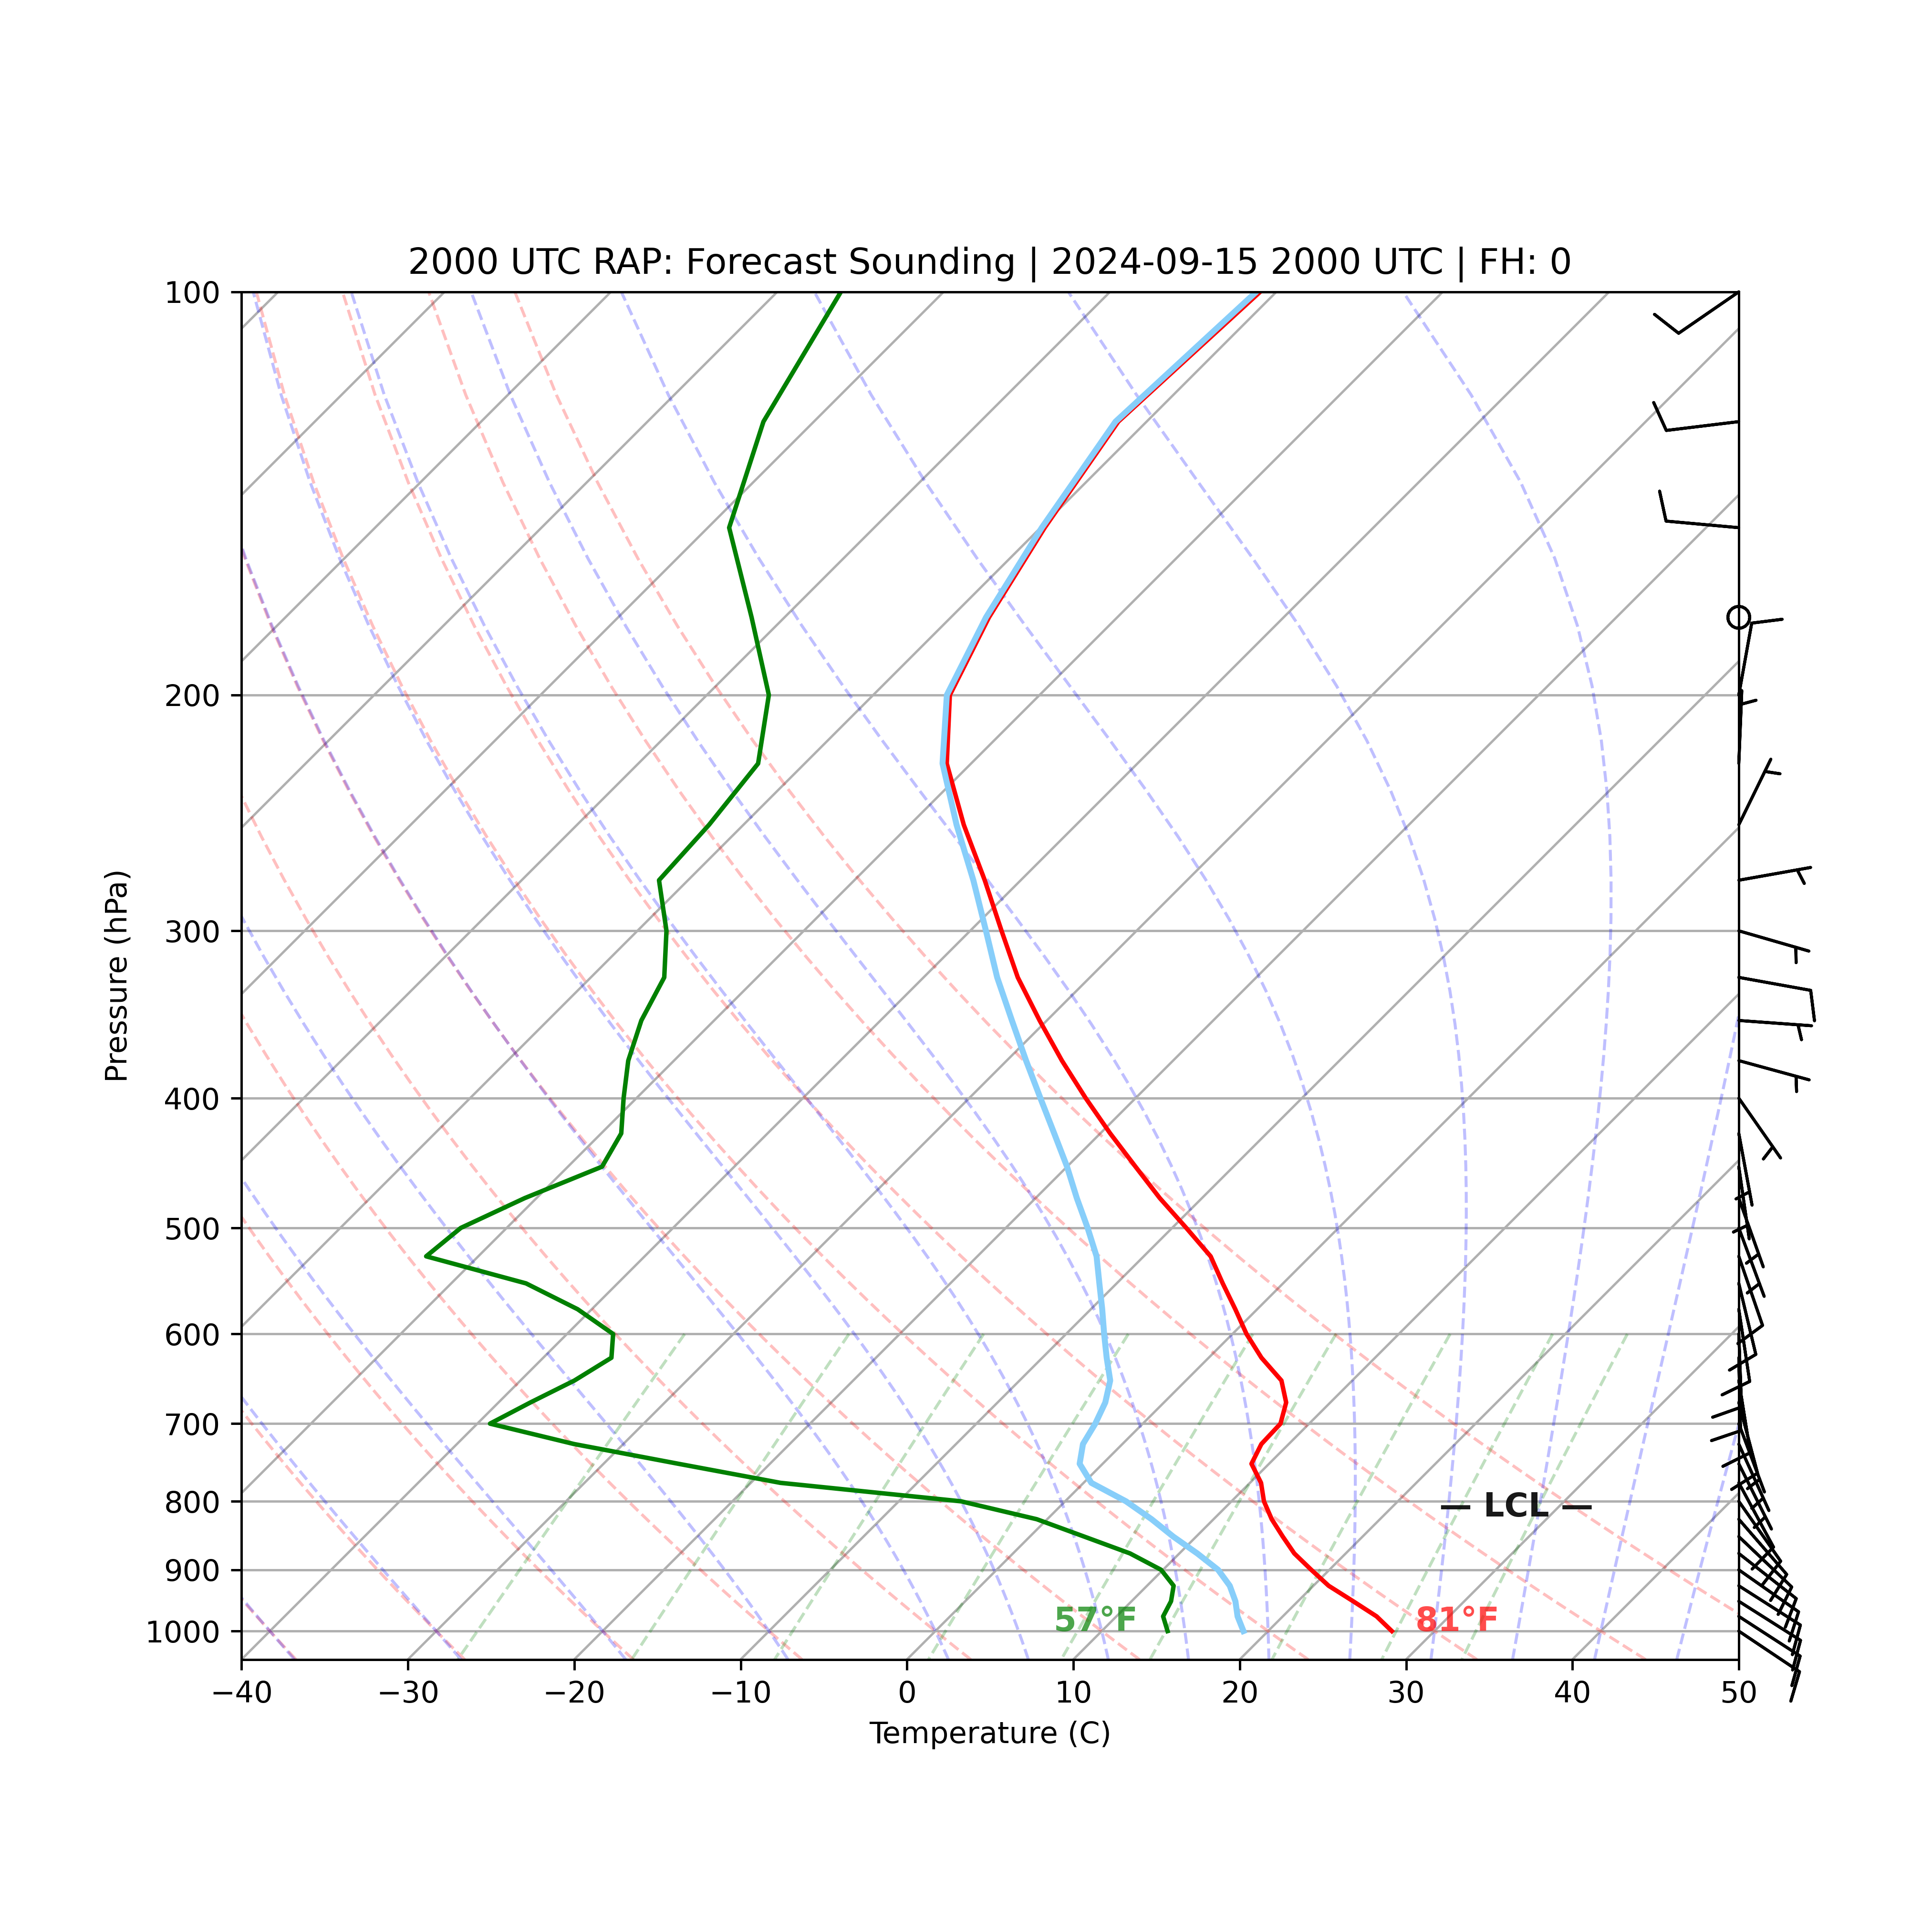 2000 UTC RAP: Forecast Sounding | 2024-09-15 2000 UTC | FH: 0
100
200
300
400
500
600
700
800
900
1000
Pressure (hPa)
— LCL —
57°F
81°F
−40 −30 −20 −10 0 10 20 30 40 50
Temperature (C)